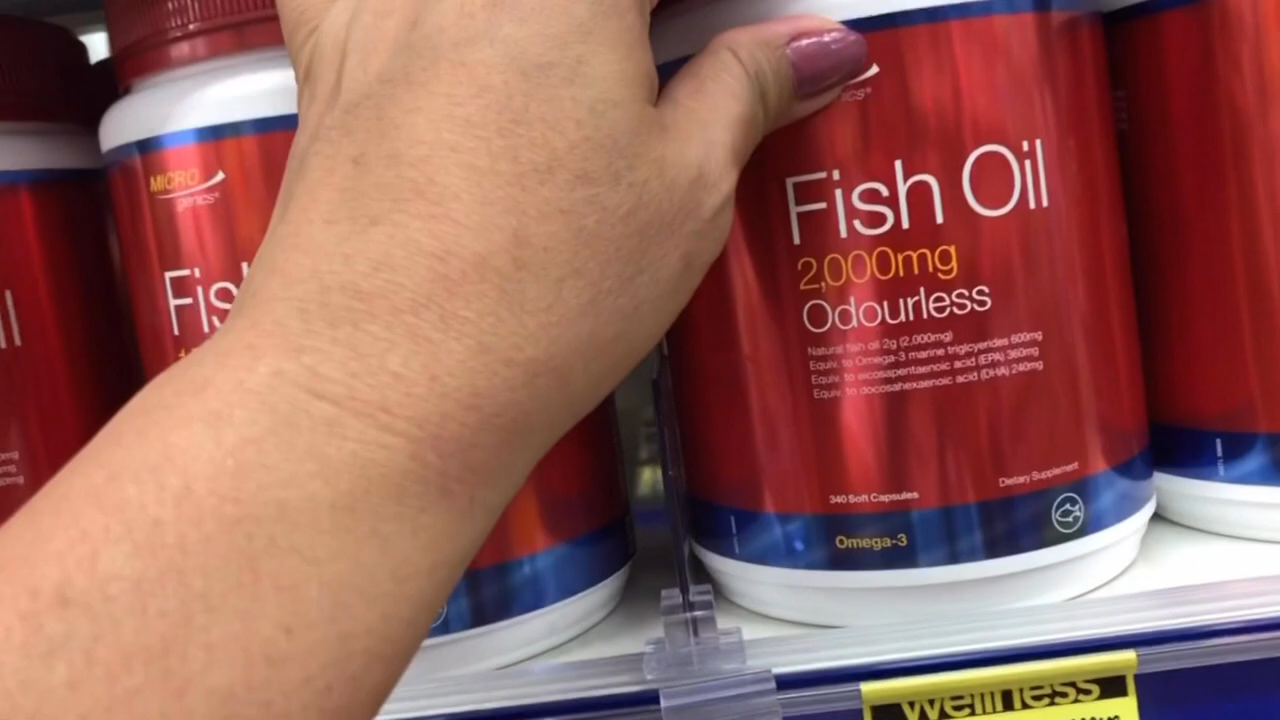 MICRO
genics®
Fis
Fish Oil
2,000mg
Odourless
Natural fish oil 2g (2,000mg)
Equiv. to Omega-3 marine triglcyerides 600mg
Equiv. to eicosapentaenoic acid (EPA) 360mg
Equiv. to docosahexaenoic acid (DHA) 240mg
340 Soft Capsules
Dietary Supplement
Omega-3
wellness